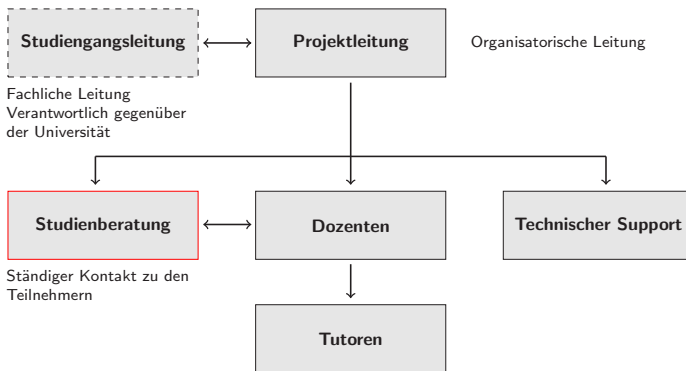 Studiengangsleitung
Projektleitung
Organisatorische Leitung
Fachliche Leitung
Verantwortlich gegenüber
der Universität
Studienberatung
Dozenten
Technischer Support
Ständiger Kontakt zu den
Teilnehmern
Tutoren